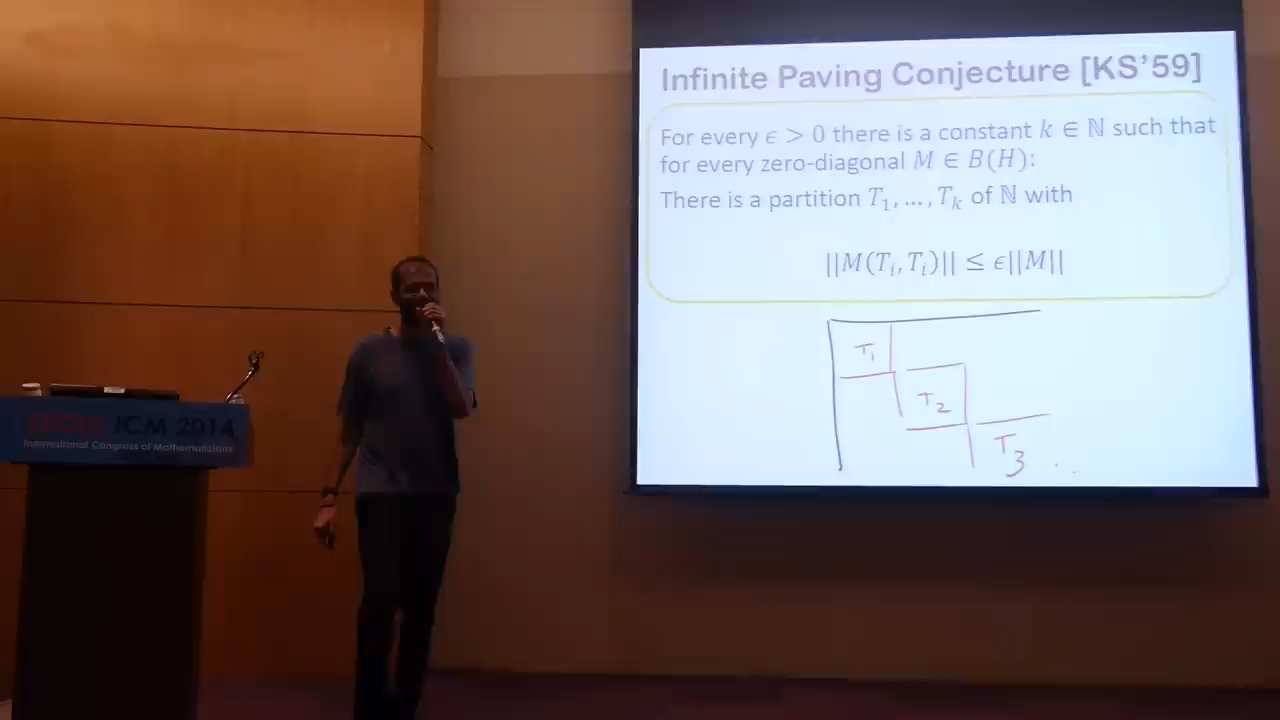 Infinite Paving Conjecture [KS'59]
For every ϵ > 0 there is a constant k ∈ ℕ such that
for every zero-diagonal M ∈ B(H):
There is a partition T₁, …, Tₖ of ℕ with
||M(Tᵢ, Tᵢ)|| ≤ ϵ||M||
T₁
T₂
T₃ ..
SEOUL ICM 2014
International Congress of Mathematicians